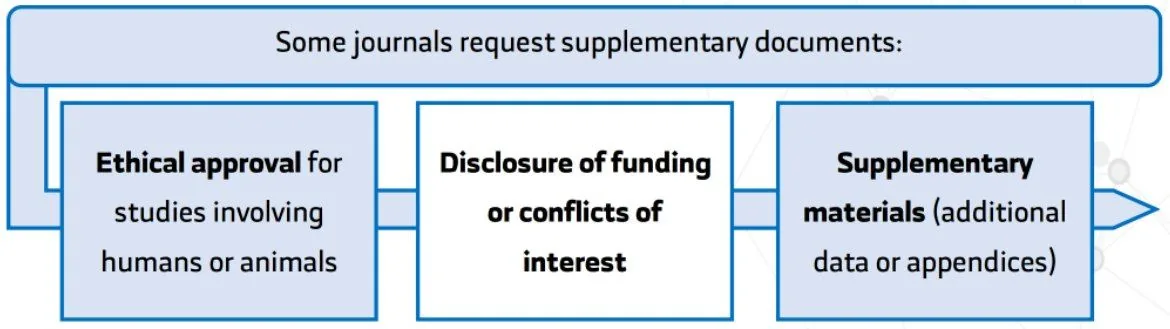 Some journals request supplementary documents:
Ethical approval for
studies involving
humans or animals
Disclosure of funding
or conflicts of
interest
Supplementary
materials (additional
data or appendices)